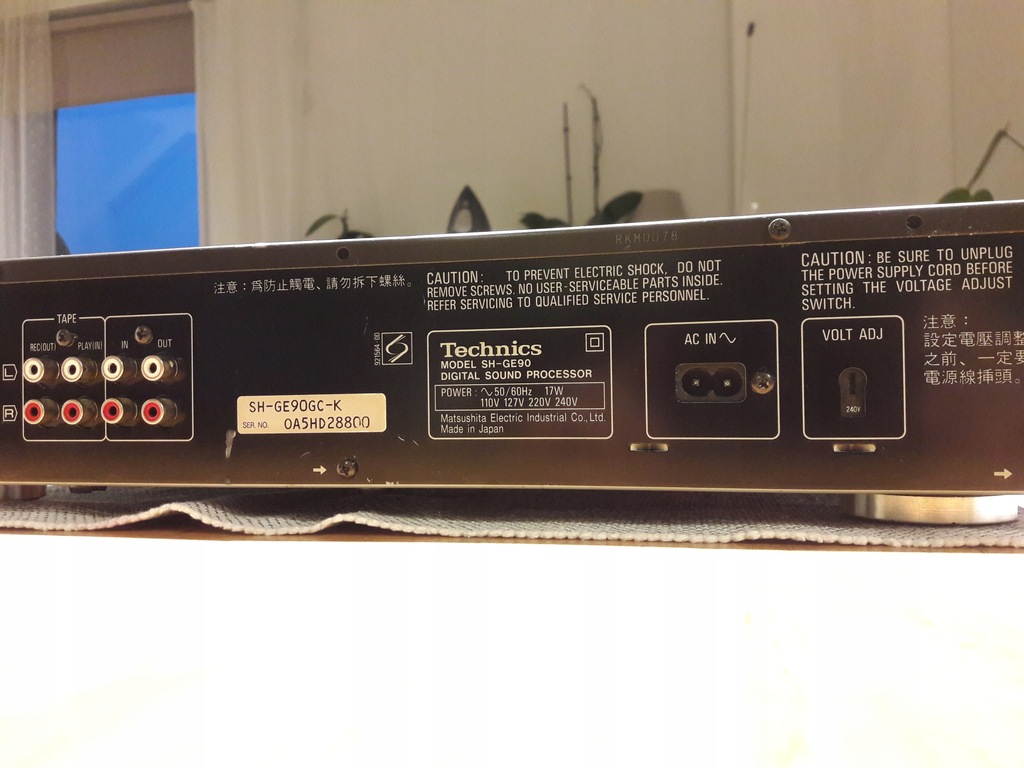 RKM0078
注意：為防止觸電、請勿拆下螺絲。
CAUTION: TO PREVENT ELECTRIC SHOCK, DO NOT
REMOVE SCREWS. NO USER-SERVICEABLE PARTS INSIDE.
REFER SERVICING TO QUALIFIED SERVICE PERSONNEL.
CAUTION: BE SURE TO UNPLUG
THE POWER SUPPLY CORD BEFORE
SETTING THE VOLTAGE ADJUST
SWITCH.
注意：
設定電壓調整
之前、一定要
電源線揷頭。
TAPE
REC(OUT) PLAY(IN) IN OUT
L
R
SH-GE90GC-K
SER. NO. OA5HD28800
921564 00
S
Technics
MODEL SH-GE90
DIGITAL SOUND PROCESSOR
POWER: ∿ 50/60Hz 17W
110V 127V 220V 240V
Matsushita Electric Industrial Co., Ltd.
Made in Japan
AC IN ∿
VOLT ADJ
240V